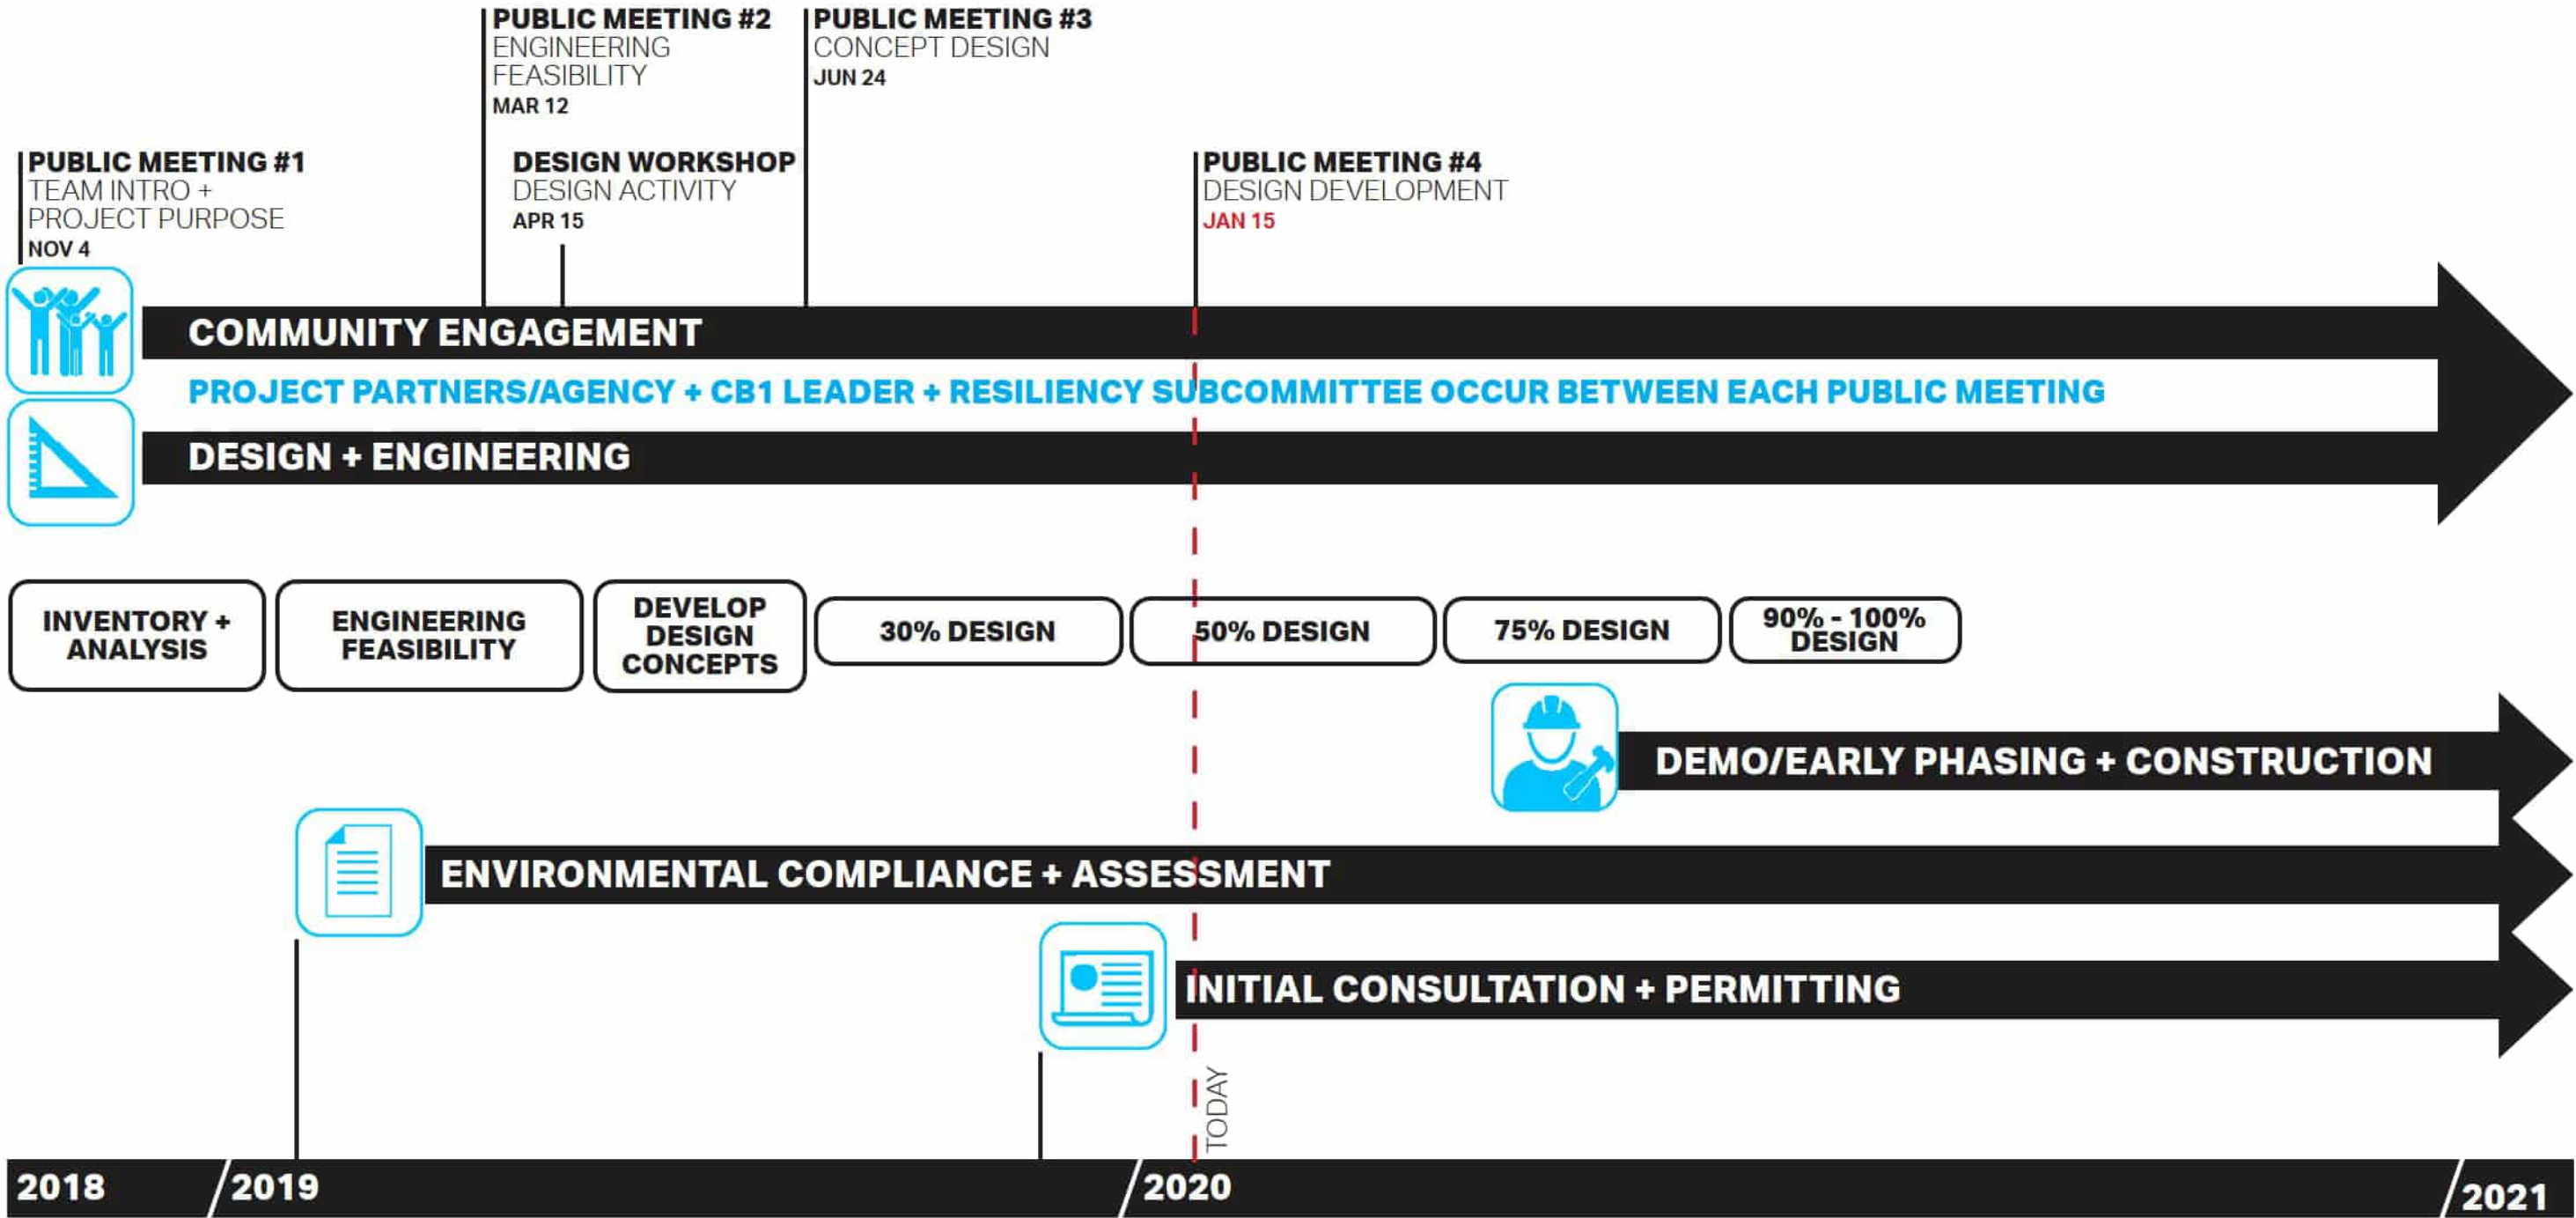 PUBLIC MEETING #2
ENGINEERING
FEASIBILITY
MAR 12
PUBLIC MEETING #3
CONCEPT DESIGN
JUN 24
PUBLIC MEETING #1
TEAM INTRO +
PROJECT PURPOSE
NOV 4
DESIGN WORKSHOP
DESIGN ACTIVITY
APR 15
PUBLIC MEETING #4
DESIGN DEVELOPMENT
JAN 15
COMMUNITY ENGAGEMENT
PROJECT PARTNERS/AGENCY + CB1 LEADER + RESILIENCY SUBCOMMITTEE OCCUR BETWEEN EACH PUBLIC MEETING
DESIGN + ENGINEERING
INVENTORY +
ANALYSIS
ENGINEERING
FEASIBILITY
DEVELOP
DESIGN
CONCEPTS
30% DESIGN
50% DESIGN
75% DESIGN
90% - 100%
DESIGN
DEMO/EARLY PHASING + CONSTRUCTION
ENVIRONMENTAL COMPLIANCE + ASSESSMENT
INITIAL CONSULTATION + PERMITTING
TODAY
2018
2019
2020
2021